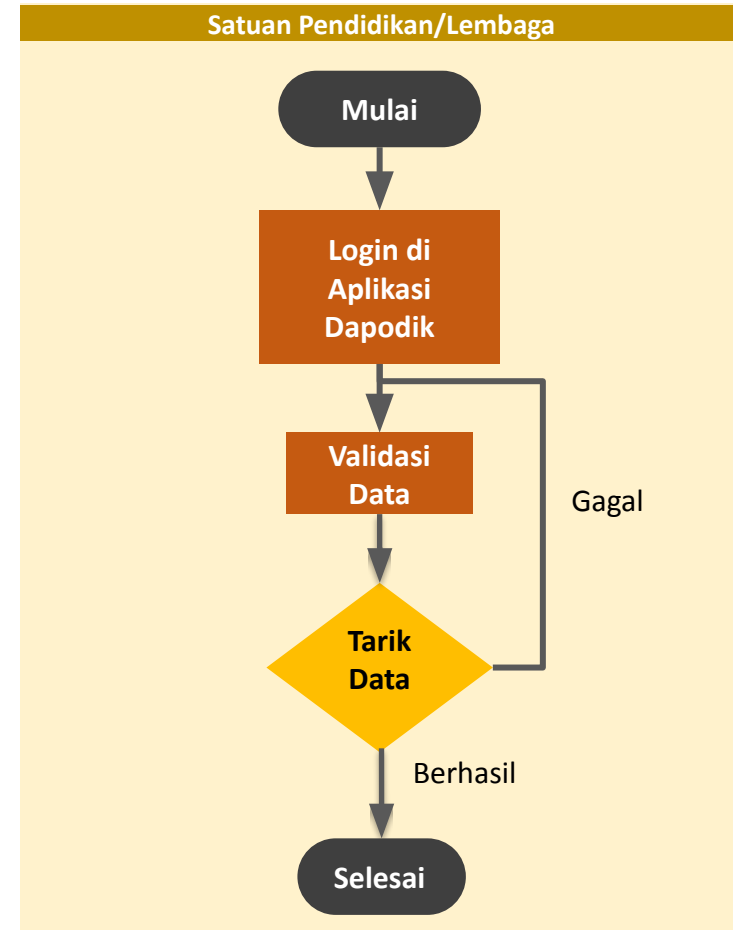 Satuan Pendidikan/Lembaga
Mulai
Login di
Aplikasi
Dapodik
Validasi
Data
Gagal
Tarik
Data
Berhasil
Selesai